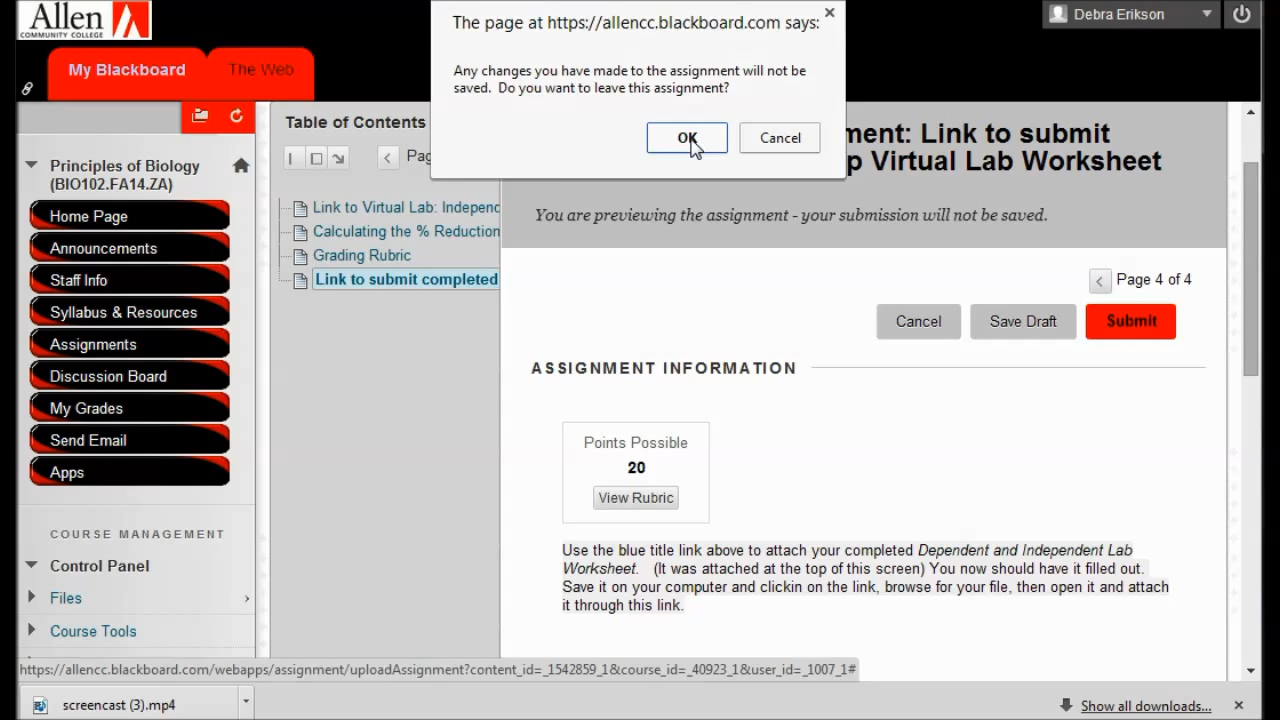 Allen
COMMUNITY COLLEGE
The page at https://allencc.blackboard.com says:
Any changes you have made to the assignment will not be
saved. Do you want to leave this assignment?
OK
Cancel
Debra Erikson
My Blackboard
The Web
Principles of Biology
(BIO102.FA14.ZA)
Home Page
Announcements
Staff Info
Syllabus & Resources
Assignments
Discussion Board
My Grades
Send Email
Apps
COURSE MANAGEMENT
Control Panel
Files
Course Tools
Table of Contents
Pag
Link to Virtual Lab: Independ
Calculating the % Reduction
Grading Rubric
Link to submit completed
ment: Link to submit
p Virtual Lab Worksheet
You are previewing the assignment - your submission will not be saved.
Page 4 of 4
Cancel
Save Draft
Submit
ASSIGNMENT INFORMATION
Points Possible
20
View Rubric
Use the blue title link above to attach your completed Dependent and Independent Lab
Worksheet. (It was attached at the top of this screen) You now should have it filled out.
Save it on your computer and clickin on the link, browse for your file, then open it and attach
it through this link.
https://allencc.blackboard.com/webapps/assignment/uploadAssignment?content_id=_1542859_1&course_id=_40923_1&user_id=_1007_1#
screencast (3).mp4
Show all downloads...